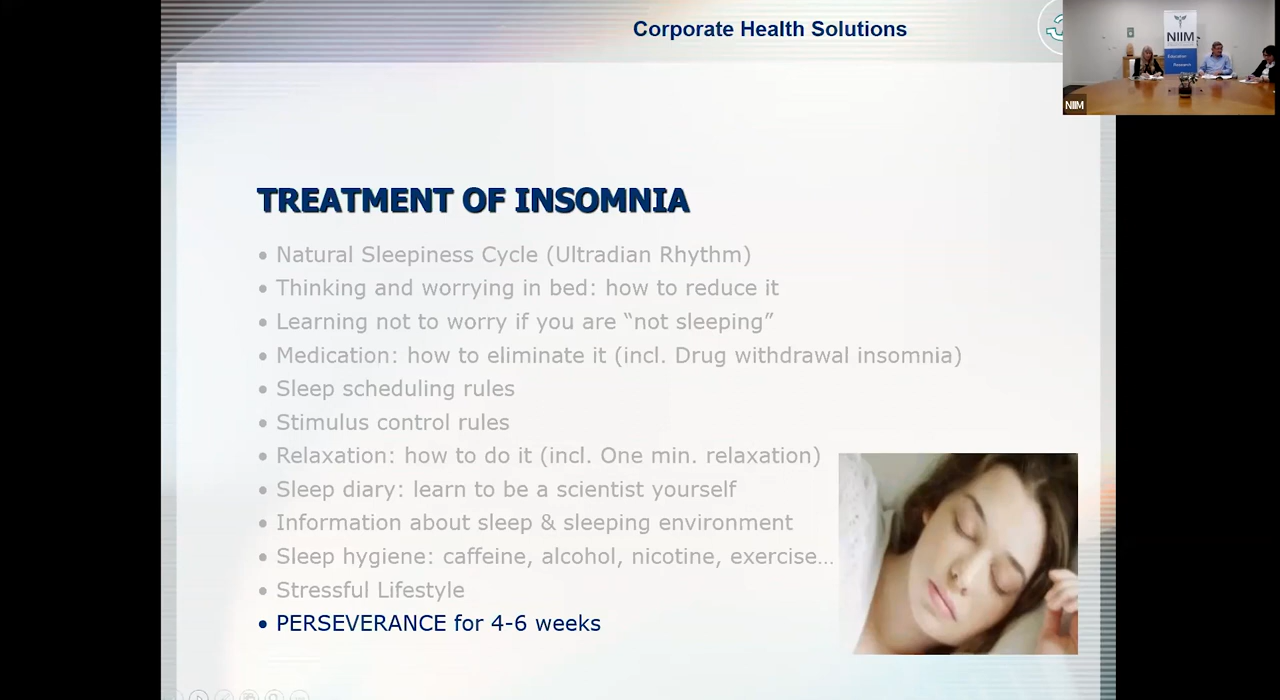 Corporate Health Solutions
NIIM
Education
Research
NIIM
TREATMENT OF INSOMNIA
• Natural Sleepiness Cycle (Ultradian Rhythm)
• Thinking and worrying in bed: how to reduce it
• Learning not to worry if you are “not sleeping”
• Medication: how to eliminate it (incl. Drug withdrawal insomnia)
• Sleep scheduling rules
• Stimulus control rules
• Relaxation: how to do it (incl. One min. relaxation)
• Sleep diary: learn to be a scientist yourself
• Information about sleep & sleeping environment
• Sleep hygiene: caffeine, alcohol, nicotine, exercise…
• Stressful Lifestyle
• PERSEVERANCE for 4-6 weeks